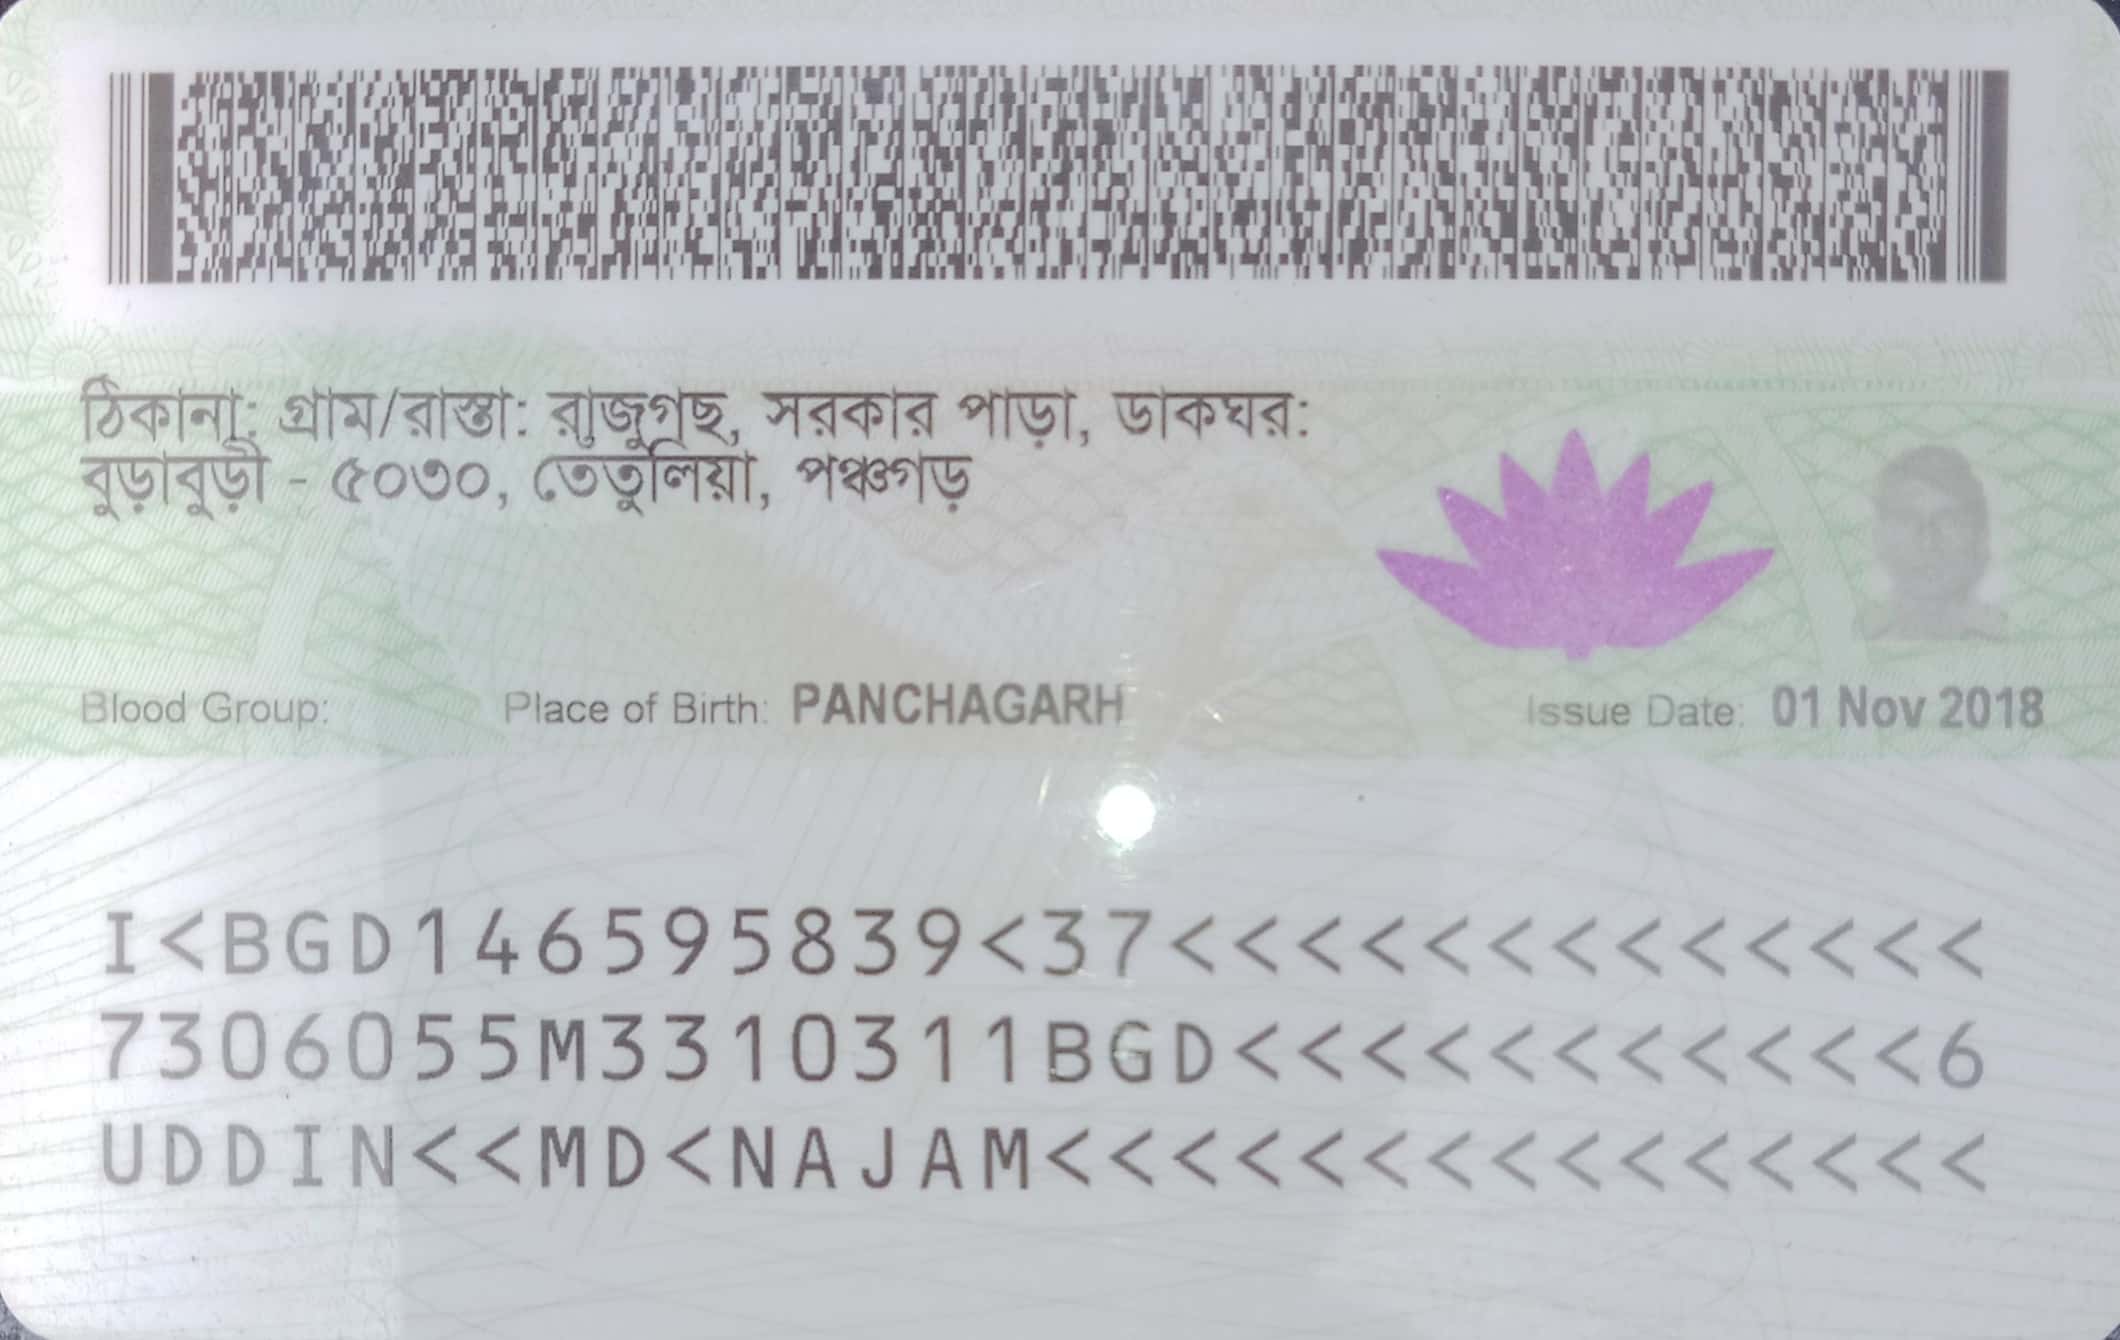 ঠিকানা: গ্রাম/রাস্তা: রাজুগছ, সরকার পাড়া, ডাকঘর:
বুড়াবুড়ী - ৫০৩০, তেতুলিয়া, পঞ্চগড়
Blood Group: Place of Birth: PANCHAGARH Issue Date: 01 Nov 2018
I<BGD146595839<37<<<<<<<<<<<<<
7306055M3310311BGD<<<<<<<<<<<6
UDDIN<<MD<NAJAM<<<<<<<<<<<<<<<